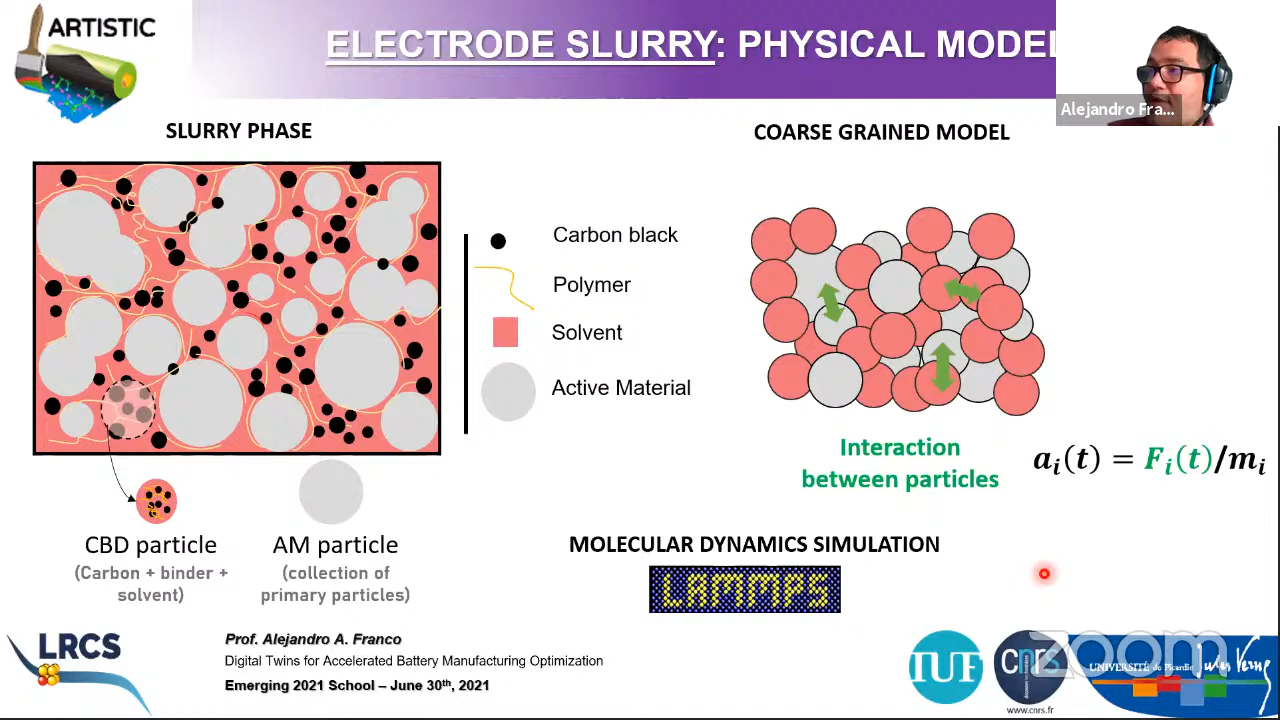 ARTISTIC
ELECTRODE SLURRY: PHYSICAL MODEL
Alejandro Fra...
SLURRY PHASE
COARSE GRAINED MODEL
Carbon black
Polymer
Solvent
Active Material
Interaction
between particles
aᵢ(t) = Fᵢ(t)/mᵢ
CBD particle
(Carbon + binder +
solvent)
AM particle
(collection of
primary particles)
MOLECULAR DYNAMICS SIMULATION
LAMMPS
LRCS
Prof. Alejandro A. Franco
Digital Twins for Accelerated Battery Manufacturing Optimization
Emerging 2021 School – June 30th, 2021
IUF
cnrs
www.cnrs.fr
zoom
UNIVERSITÉ de Picardie
Jules Verne